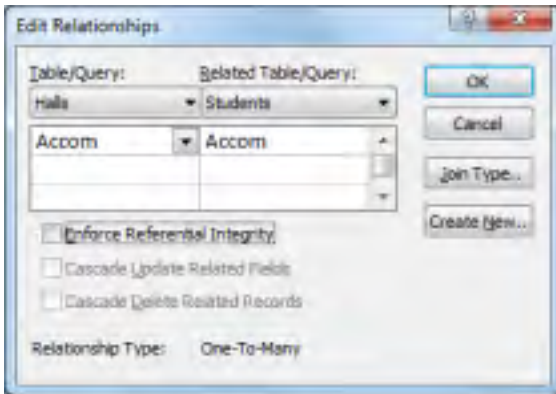 Edit Relationships
Table/Query: Related Table/Query:
Halls Students
Accom Accom
Enforce Referential Integrity
Cascade Update Related Fields
Cascade Delete Related Records
Relationship Type: One-To-Many
OK
Cancel
Join Type..
Create New..